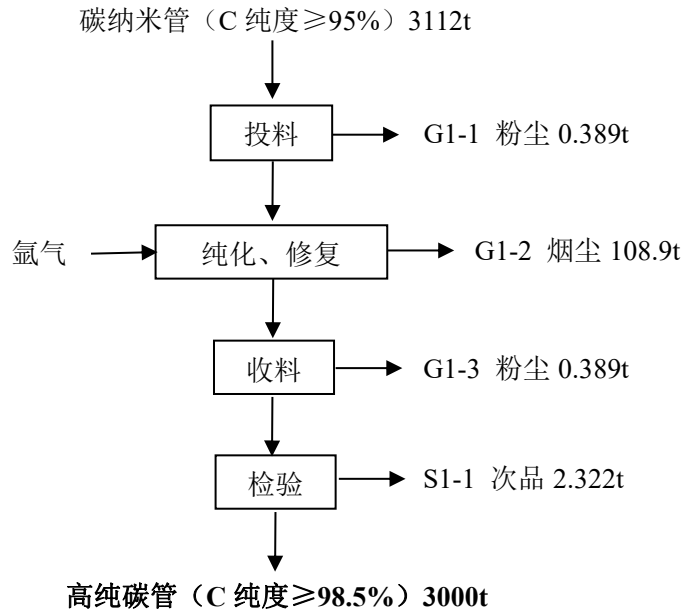 碳纳米管（C 纯度≥95%）3112t
投料
G1-1 粉尘 0.389t
氩气
纯化、修复
G1-2 烟尘 108.9t
收料
G1-3 粉尘 0.389t
检验
S1-1 次品 2.322t
高纯碳管（C 纯度≥98.5%）3000t